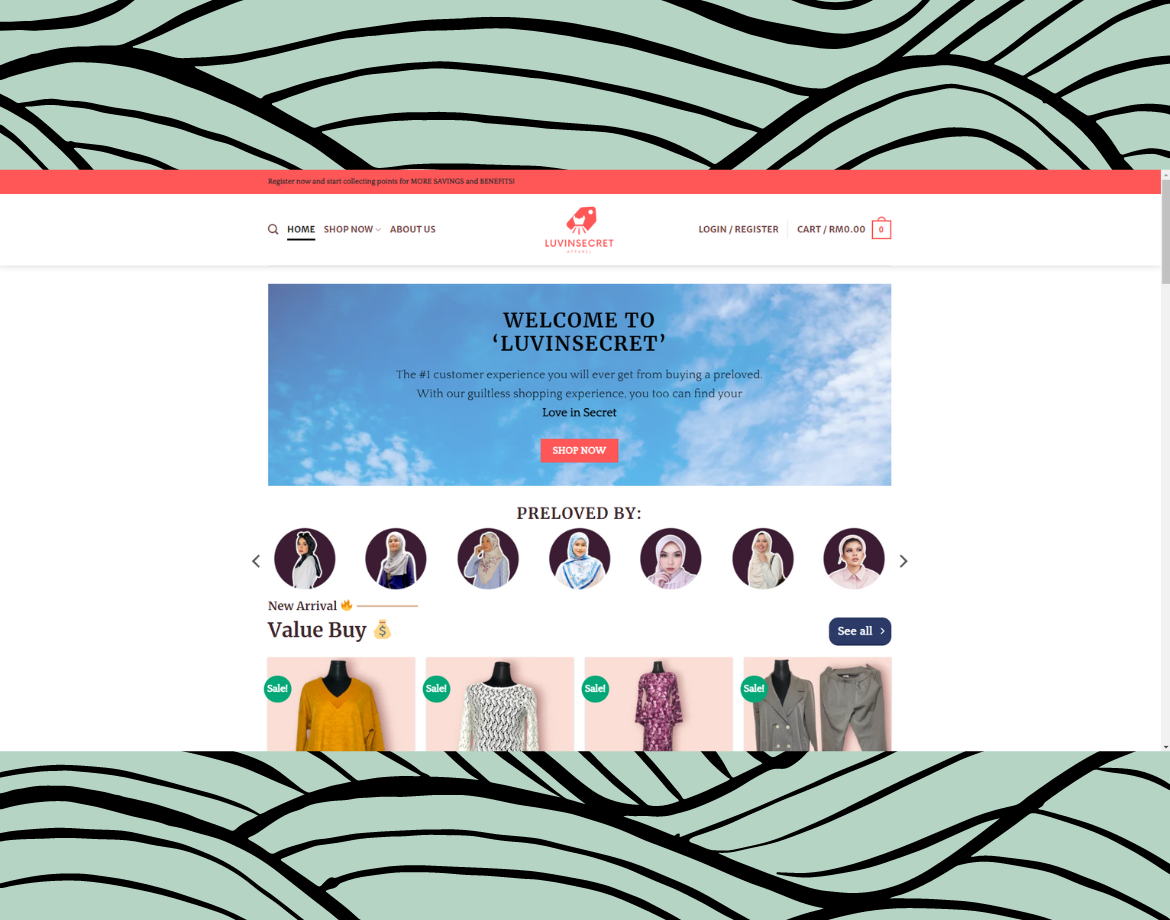 Register now and start collecting points for MORE SAVINGS and BENEFITS!
HOME SHOP NOW ABOUT US
LUVINSECRET
APPAREL
LOGIN / REGISTER CART / RM0.00 0
WELCOME TO
‘LUVINSECRET’
The #1 customer experience you will ever get from buying a preloved.
With our guiltless shopping experience, you too can find your
Love in Secret
SHOP NOW
PRELOVED BY:
New Arrival 🔥
Value Buy 💰
See all
Sale! Sale! Sale! Sale!